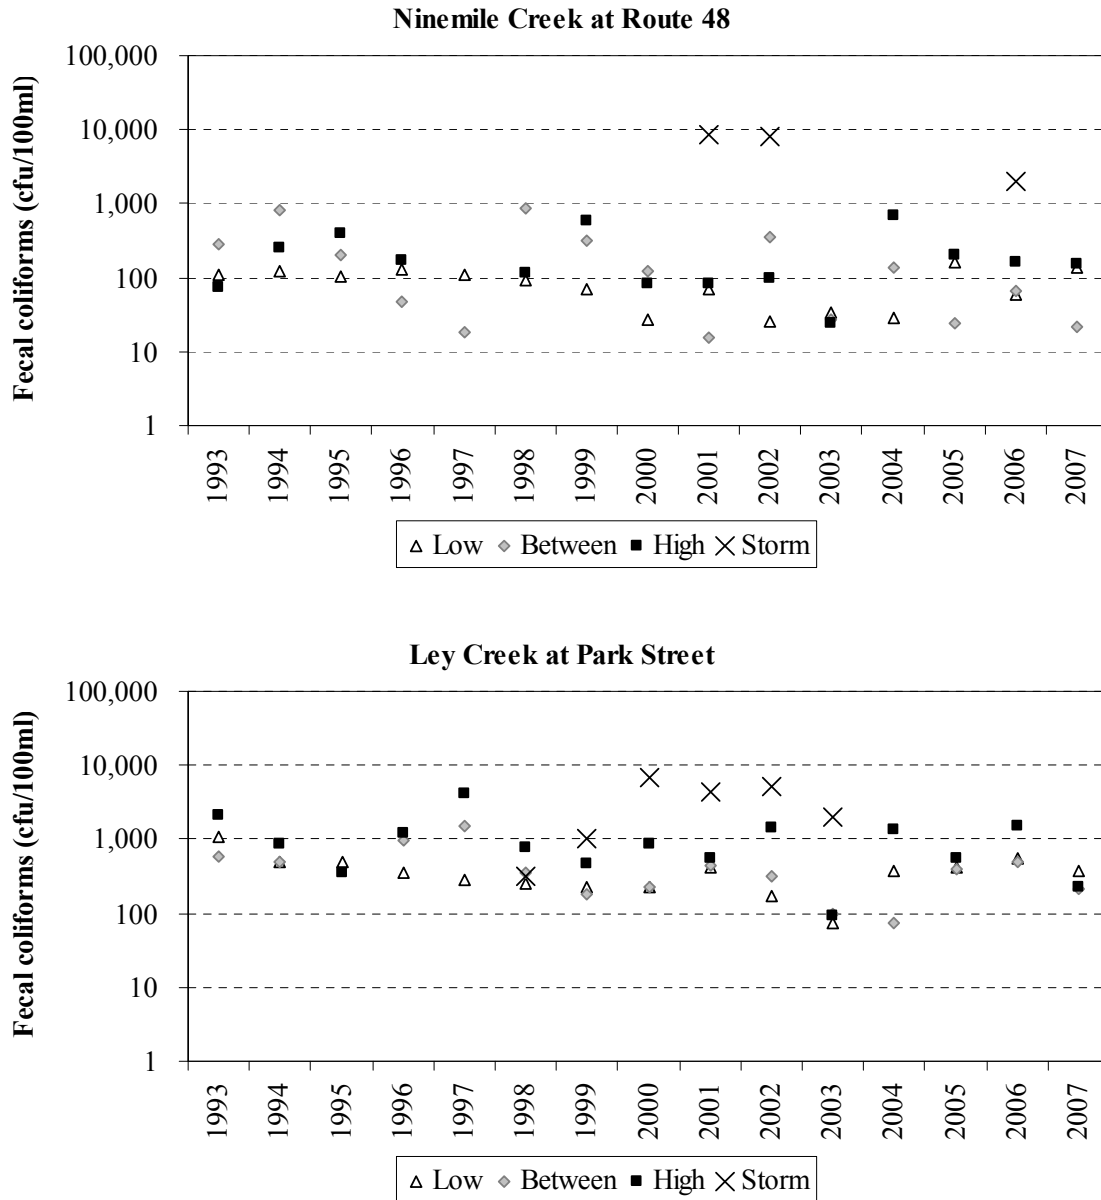 Ninemile Creek at Route 48
Fecal coliforms (cfu/100ml)
100,000
10,000
1,000
100
10
1
1993 1994 1995 1996 1997 1998 1999 2000 2001 2002 2003 2004 2005 2006 2007
Low Between High Storm
Ley Creek at Park Street
Fecal coliforms (cfu/100ml)
100,000
10,000
1,000
100
10
1
1993 1994 1995 1996 1997 1998 1999 2000 2001 2002 2003 2004 2005 2006 2007
Low Between High Storm